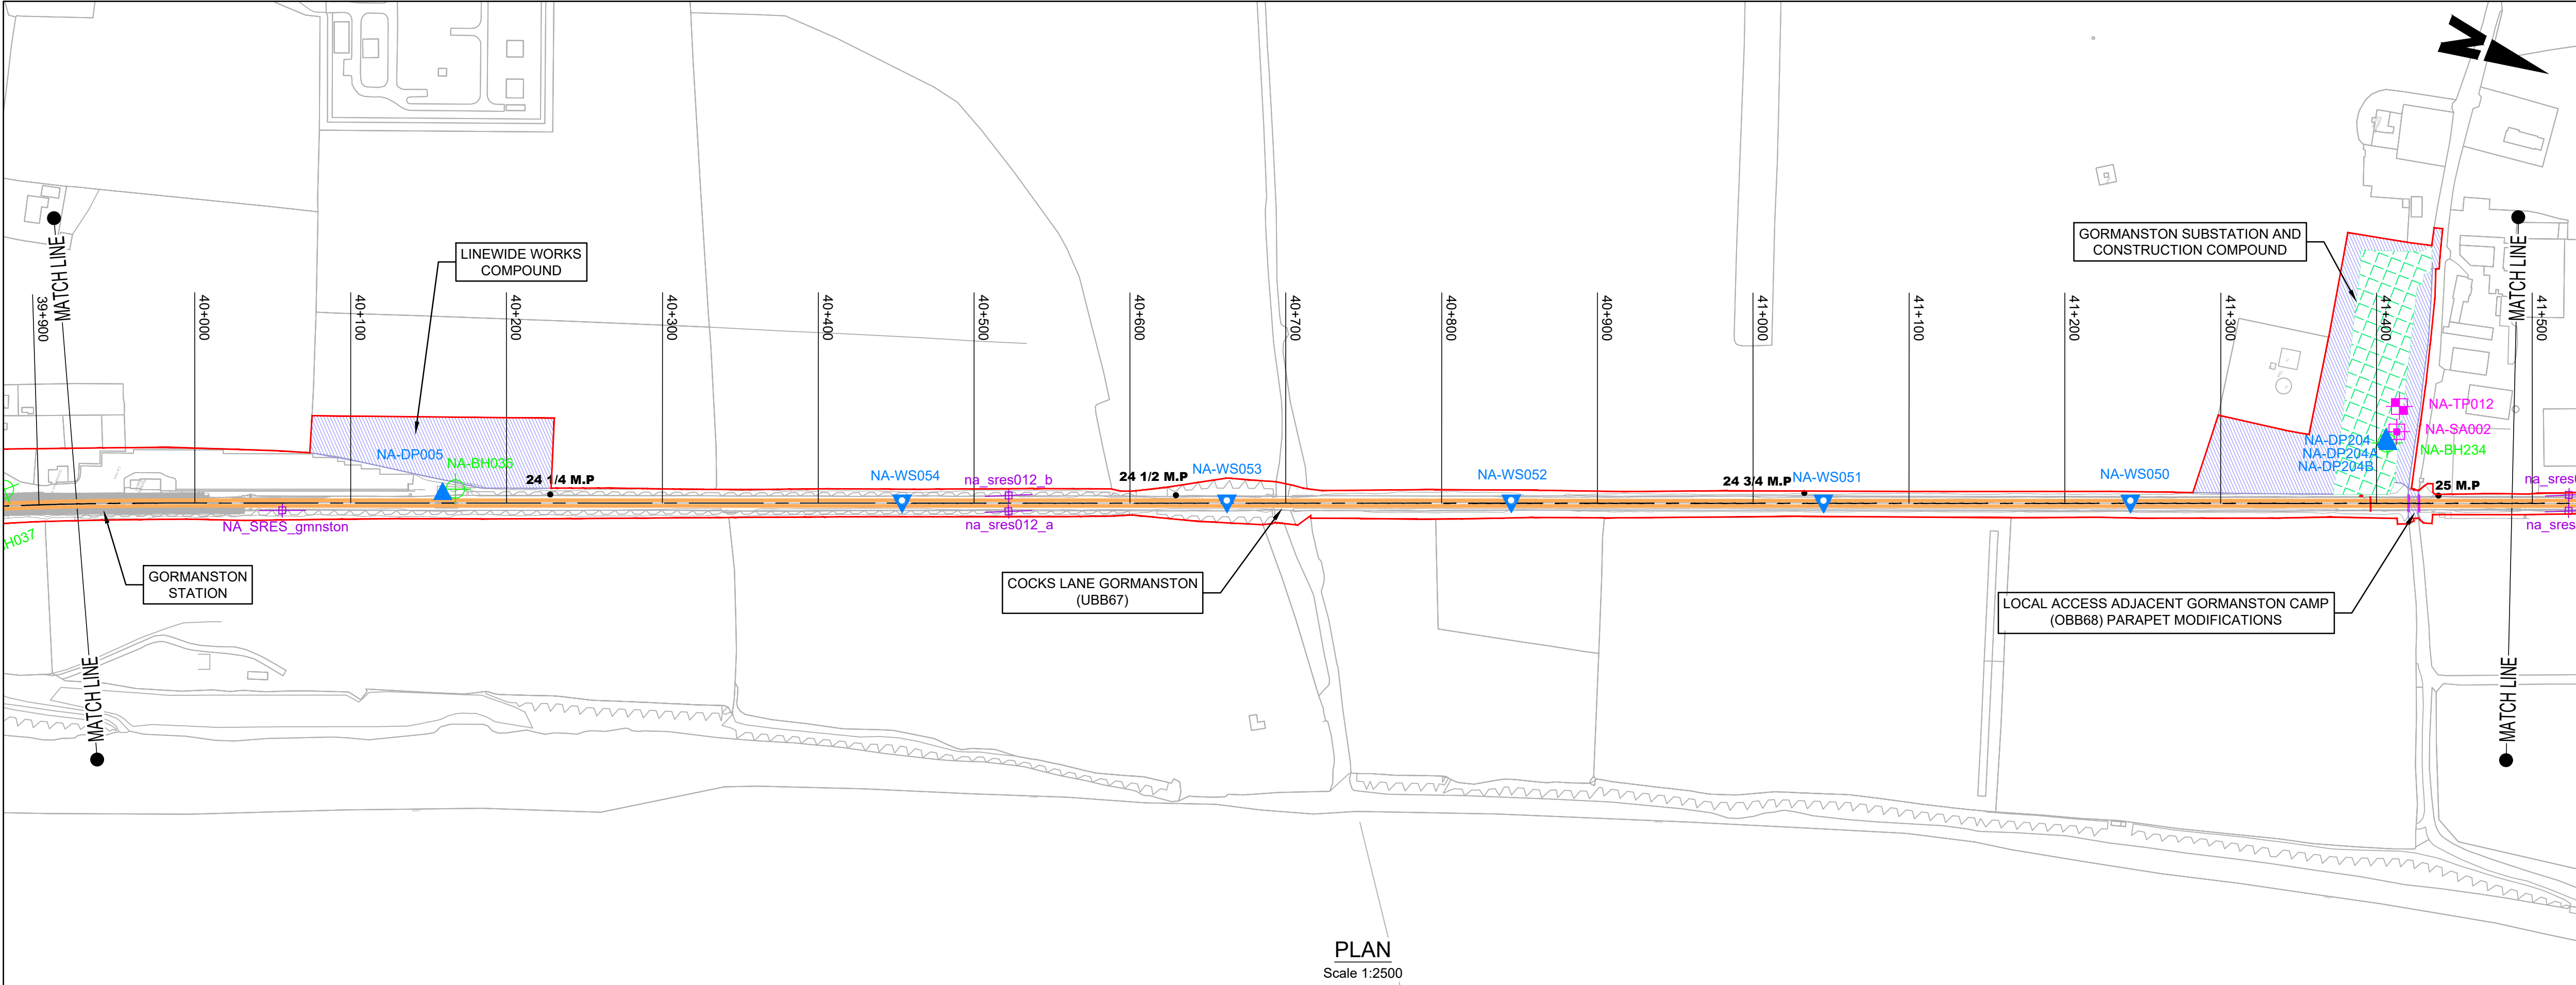 N
GORMANSTON SUBSTATION AND
CONSTRUCTION COMPOUND
LINEWIDE WORKS
COMPOUND
MATCH LINE
MATCH LINE
39+900
40+000
40+100
40+200
40+300
40+400
40+500
40+600
40+700
40+800
40+900
41+000
41+100
41+200
41+300
41+400
41+500
NA-TP012
NA-SA002
NA-DP204
NA-DP204A
NA-DP204B
NA-BH234
NA-DP005
NA-BH036
24 1/4 M.P
NA-WS054
na_sres012_b
24 1/2 M.P
NA-WS053
NA-WS052
24 3/4 M.P
NA-WS051
NA-WS050
25 M.P
na_sres
NA_SRES_gmnston
na_sres012_a
na_sres
H037
GORMANSTON
STATION
COCKS LANE GORMANSTON
(UBB67)
LOCAL ACCESS ADJACENT GORMANSTON CAMP
(OBB68) PARAPET MODIFICATIONS
MATCH LINE
MATCH LINE
PLAN
Scale 1:2500